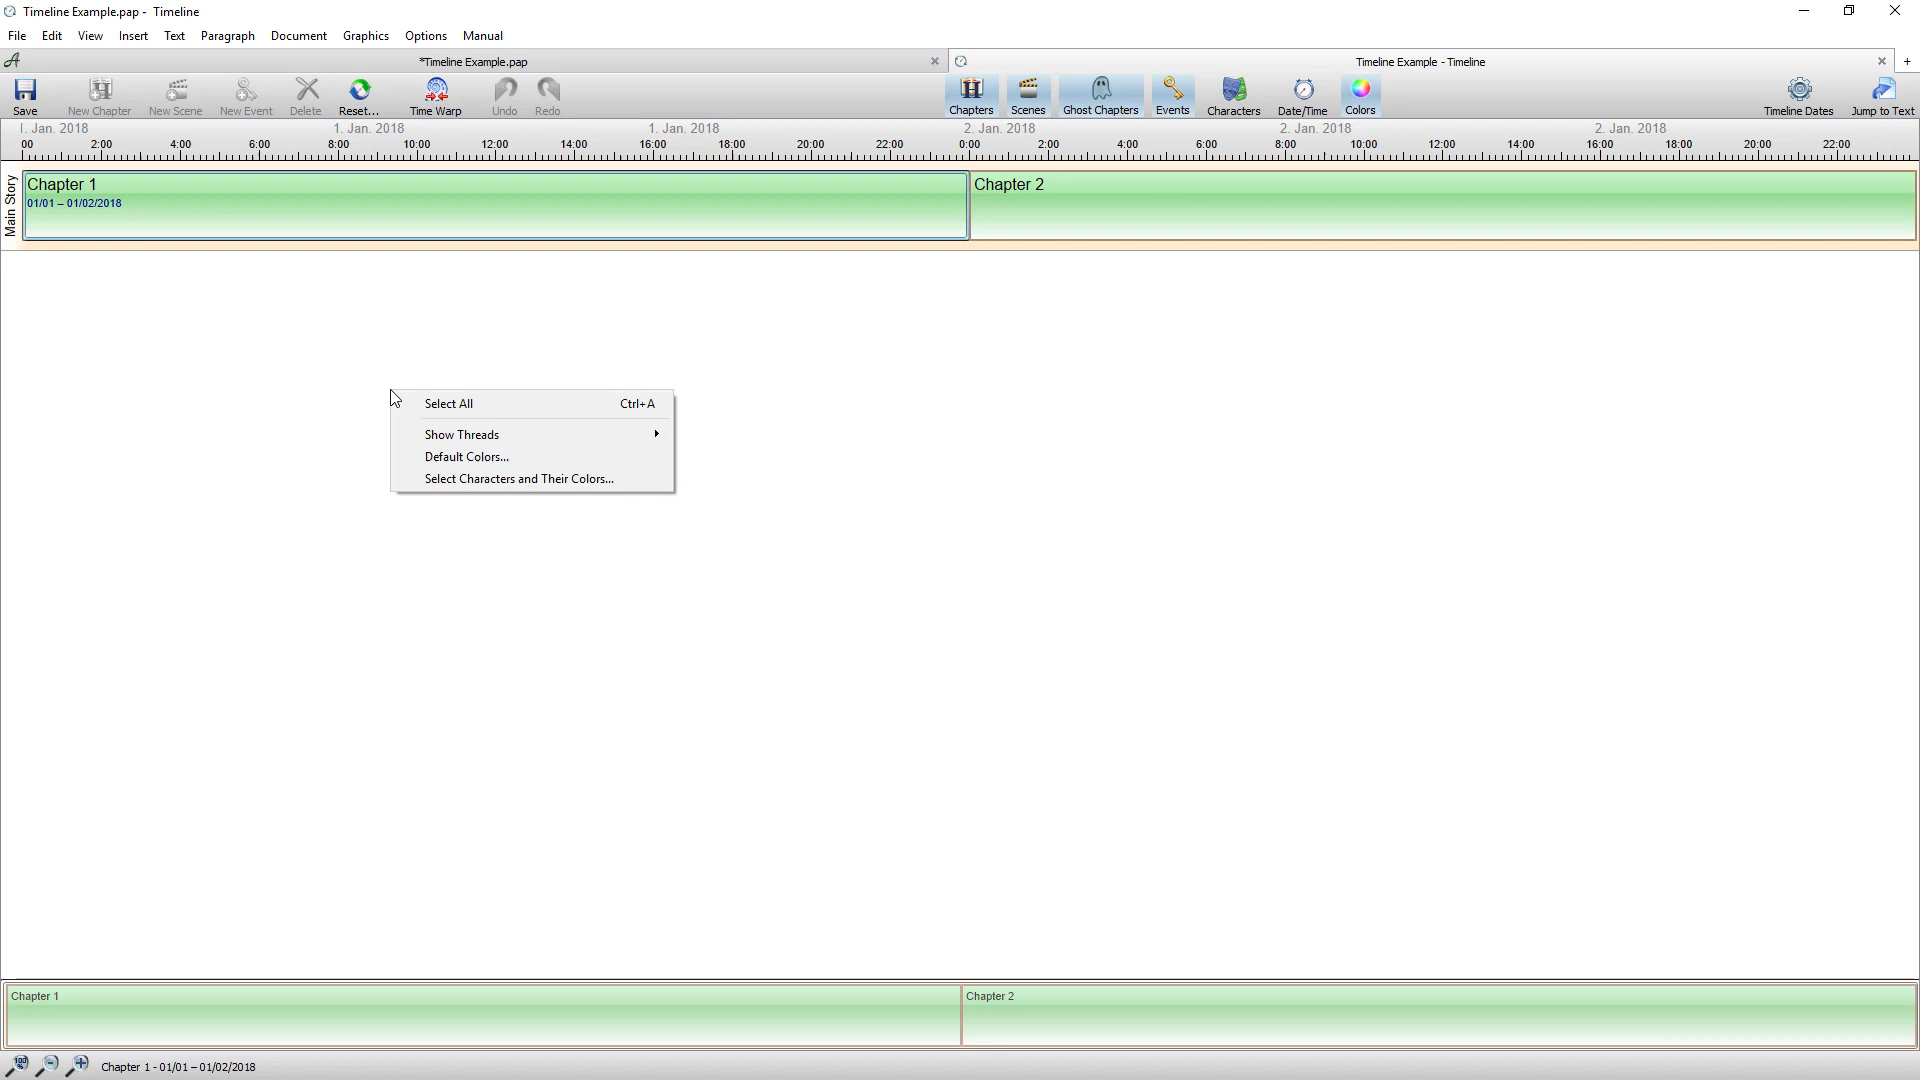 Timeline Example.pap - Timeline
File Edit View Insert Text Paragraph Document Graphics Options Manual
*Timeline Example.pap
Timeline Example - Timeline
Save New Chapter New Scene New Event Delete Reset... Time Warp Undo Redo Chapters Scenes Ghost Chapters Events Characters Date/Time Colors Timeline Dates Jump to Text
. Jan. 2018 1. Jan. 2018 1. Jan. 2018 2. Jan. 2018 2. Jan. 2018 2. Jan. 2018
00 2:00 4:00 6:00 8:00 10:00 12:00 14:00 16:00 18:00 20:00 22:00 0:00 2:00 4:00 6:00 8:00 10:00 12:00 14:00 16:00 18:00 20:00 22:00
Main Story
Chapter 1
01/01 – 01/02/2018
Chapter 2
Select All Ctrl+A
Show Threads
Default Colors...
Select Characters and Their Colors...
Chapter 1
Chapter 2
100 %
Chapter 1 - 01/01 – 01/02/2018